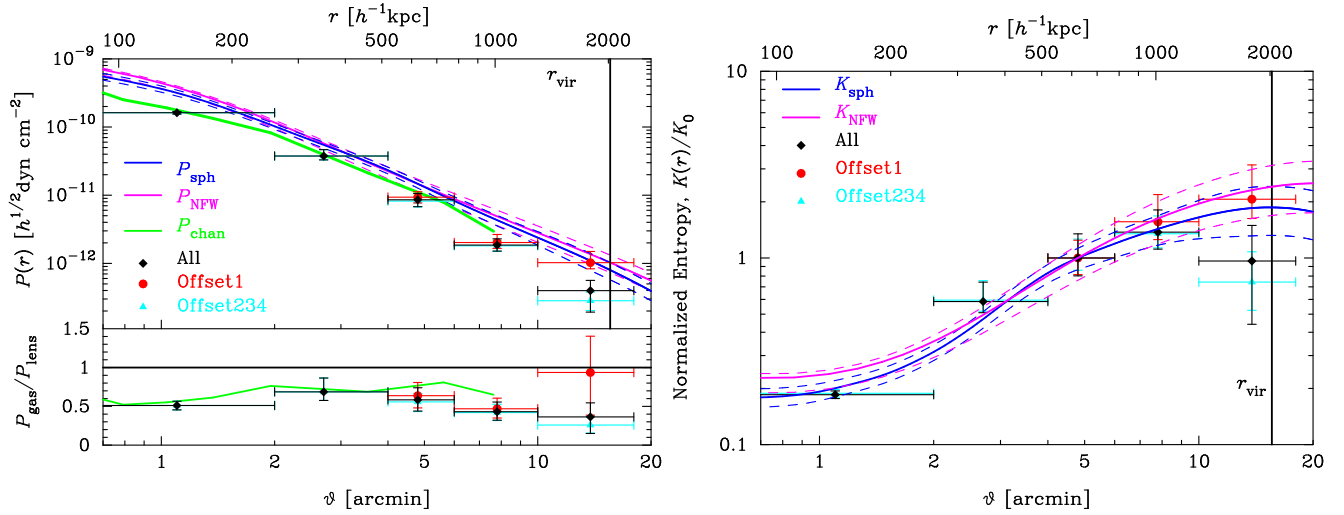 r [h⁻¹kpc]
100 200 500 1000 2000
10⁻⁹
10⁻¹⁰
10⁻¹¹
10⁻¹²
P(r) [h^{1/2}dyn cm⁻²]
r_vir
P_sph
P_NFW
P_chan
All
Offset1
Offset234
1.5
1
0.5
0
P_gas/P_lens
1 2 5 10 20
ϑ [arcmin]
r [h⁻¹kpc]
100 200 500 1000 2000
10
1
0.1
Normalized Entropy, K(r)/K₀
K_sph
K_NFW
All
Offset1
Offset234
r_vir
1 2 5 10 20
ϑ [arcmin]